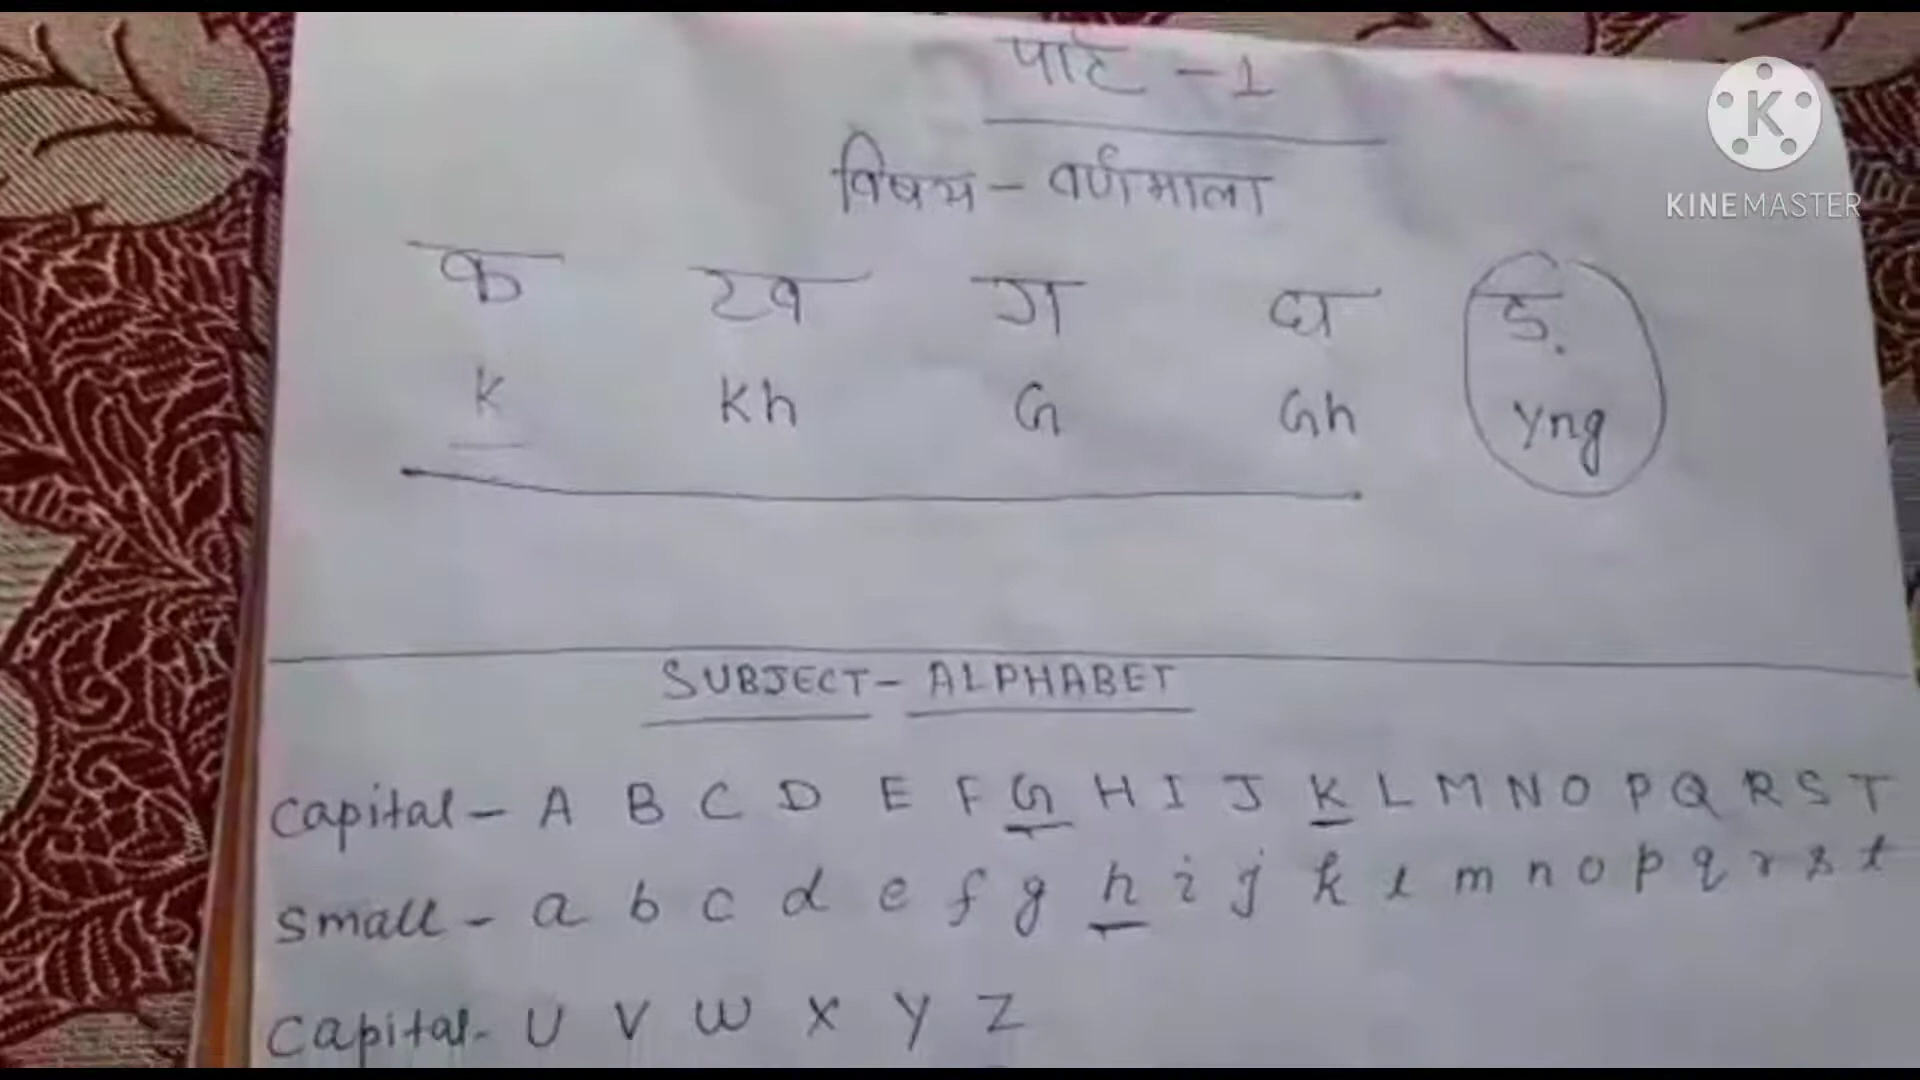 पाट - 1
विषय - वर्णमाला
क ख ग घ ङ
K Kh G Gh yng
SUBJECT - ALPHABET
Capital - A B C D E F G H I J K L M N O P Q R S T
Small - a b c d e f g h i j k l m n o p q r s t
Capital - U V W X Y Z
K
KINEMASTER